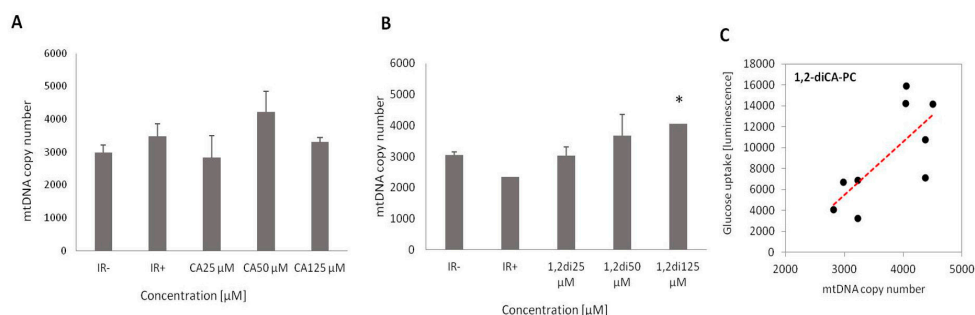 A
mtDNA copy number
6000
5000
4000
3000
2000
1000
0
IR-
IR+
CA25 μM
CA50 μM
CA125 μM
Concentration [μM]
B
mtDNA copy number
6000
5000
4000
3000
2000
1000
0
*
IR-
IR+
1,2di25
μM
1,2di50
μM
1,2di125
μM
Concentration [μM]
C
1,2-diCA-PC
Glucose uptake [luminescence]
18000
16000
14000
12000
10000
8000
6000
4000
2000
0
2000
3000
4000
5000
mtDNA copy number